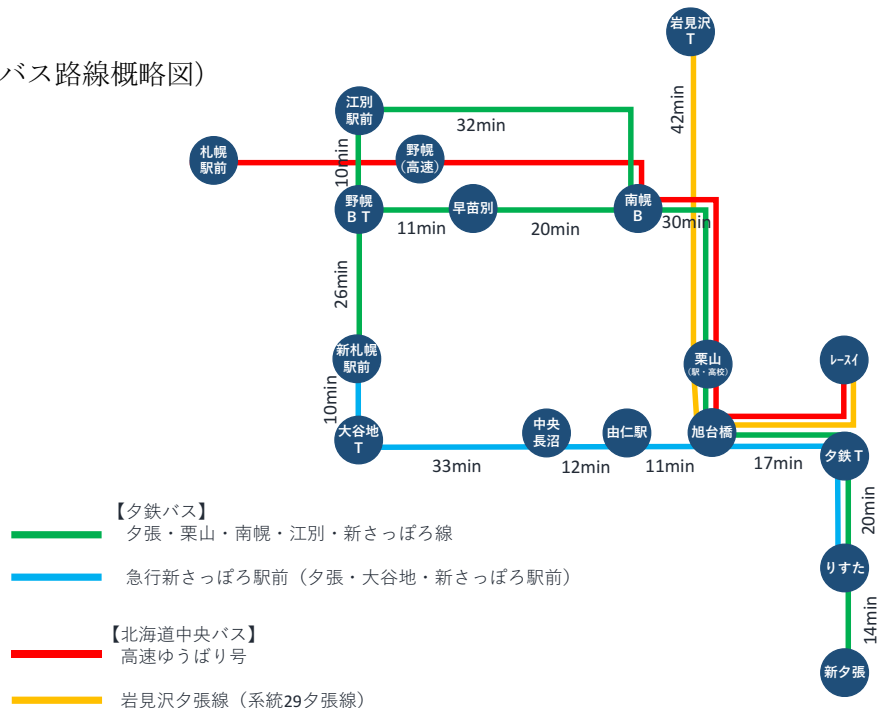 岩見沢
T
バス路線概略図）
江別
駅前
32min
42min
札幌
駅前
10min
野幌
（高速）
野幌
ＢＴ
早苗別
南幌
B
11min
20min
30min
26min
新札幌
駅前
栗山
（駅・高校）
ﾚｰｽｲ
10min
大谷地
T
中央
長沼
由仁駅
旭台橋
夕鉄Ｔ
33min
12min
11min
17min
20min
【夕鉄バス】
夕張・栗山・南幌・江別・新さっぽろ線
りすた
急行新さっぽろ駅前（夕張・大谷地・新さっぽろ駅前）
14min
【北海道中央バス】
高速ゆうばり号
新夕張
岩見沢夕張線（系統29夕張線）